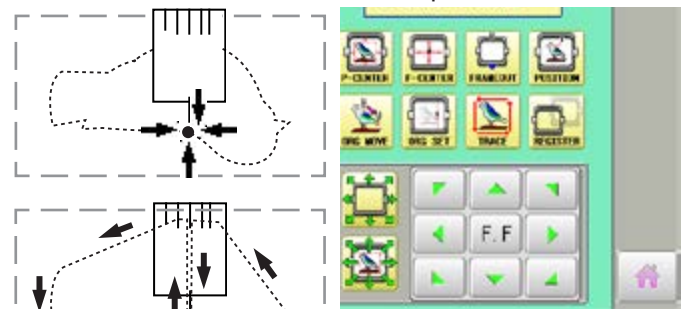 P-CENTER F-CENTER FRAMEOUT POSITION
ORG MOVE ORG SET TRACE REGISTER
F. F